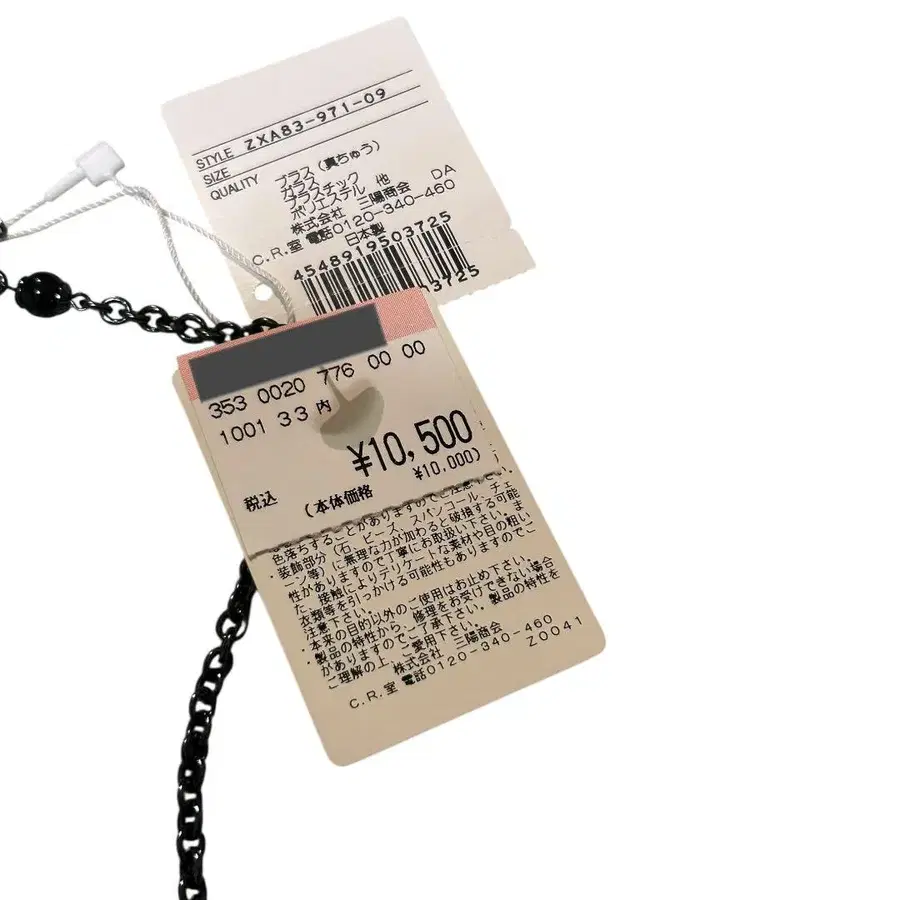 STYLE ZXA83-971-09
SIZE
QUALITY ブラス(真ちゅう)
ガラス
プラスチック
ポリエステル 他 DA
株式会社 三陽商会
C.R.室 電話0120-340-460
日本製
4548919503725
03725
353 0020 776 00 00
1001 33 内
¥10,500
税込 (本体価格 ¥10,000)
色落ちすることがありますのでご注意
・装飾部分(石、ビーズ、スパンコール、チェ
ーン等)に無理な力が加わると破損する可能
性がありますので丁寧にお取扱い下さい。ま
た、接触によりデリケートな素材や目の粗い
衣類等を引っかける可能性もありますのでご
注意下さい。
・本来の目的以外のご使用はお止め下さい。
・製品の特性から、修理をお受けできない場合
がありますのでご了承下さい。製品の特性を
ご理解の上、ご愛用下さい。
株式会社 三陽商会
C.R.室 電話0120-340-460
Z0041